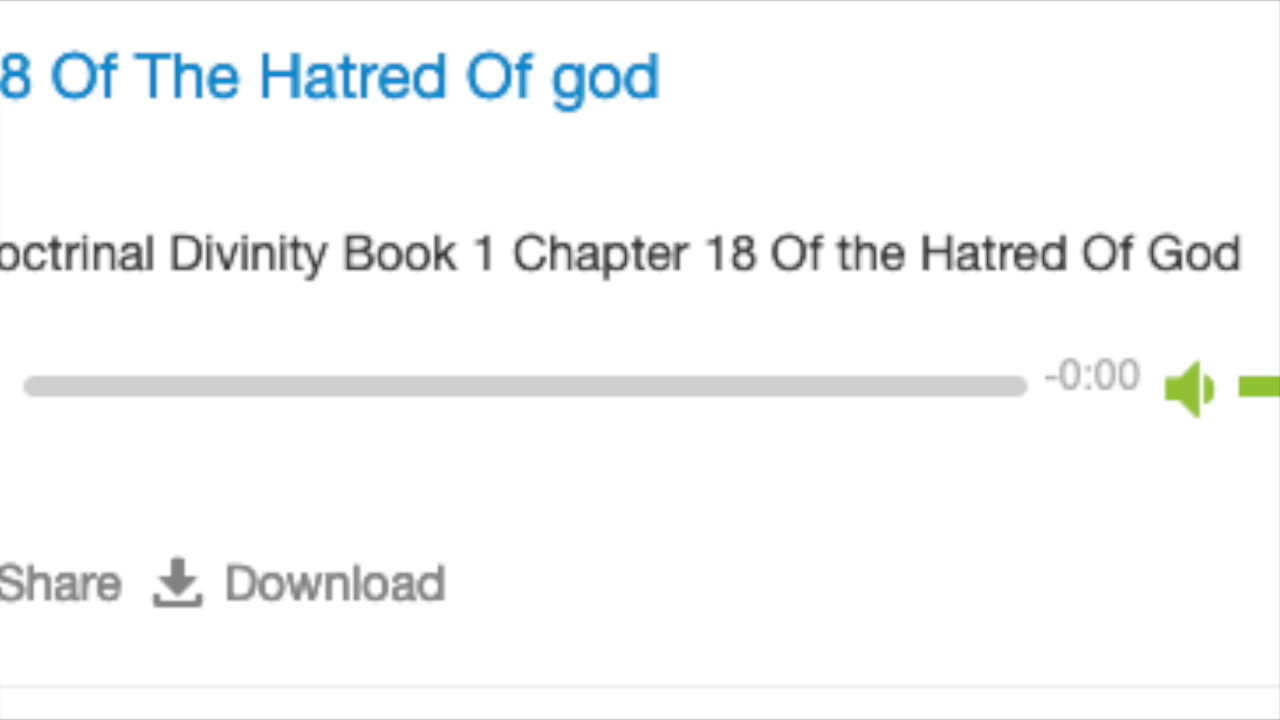 8 Of The Hatred Of god
octrinal Divinity Book 1 Chapter 18 Of the Hatred Of God
-0:00
Share Download